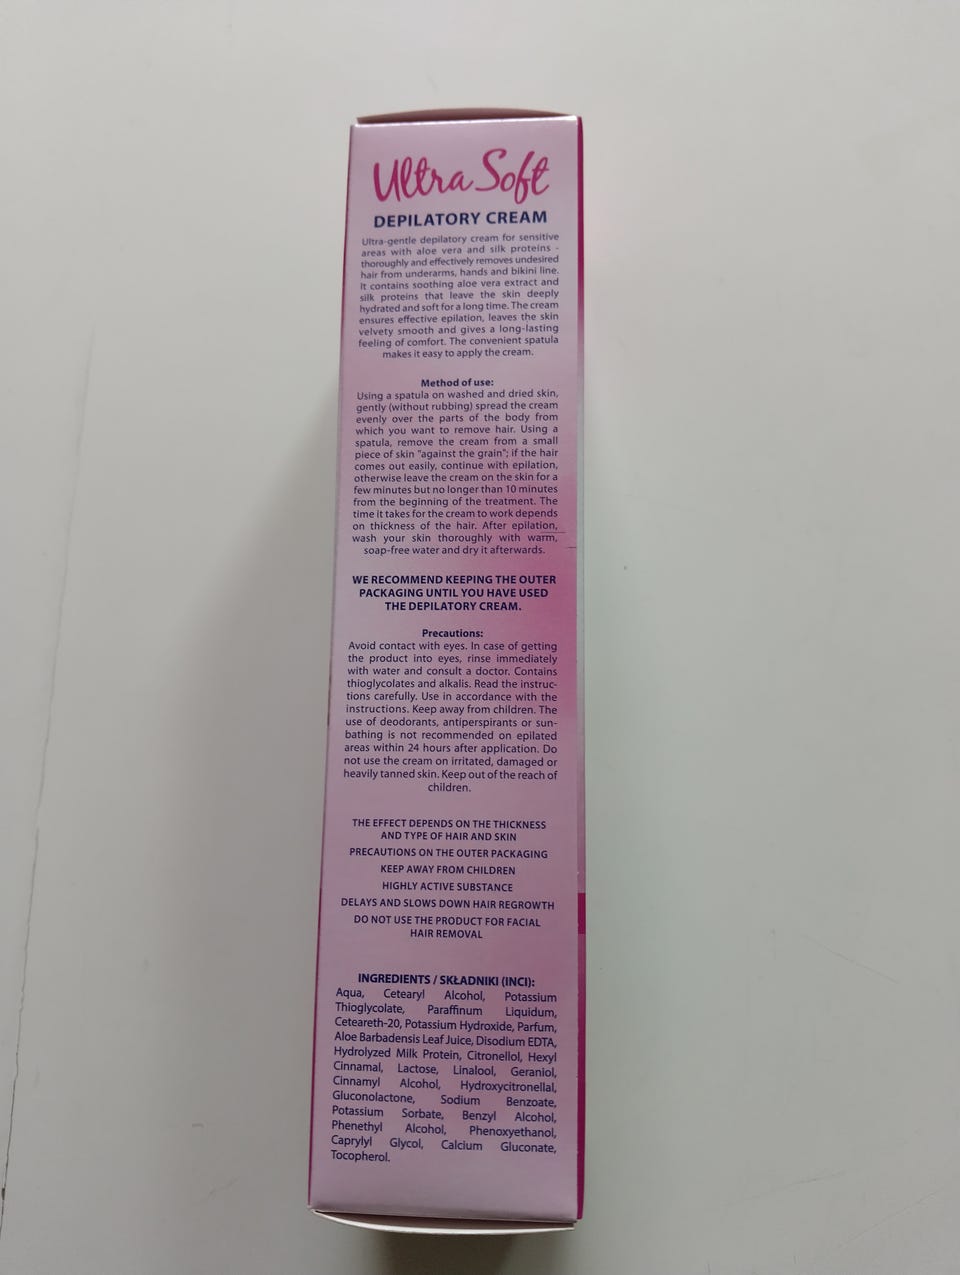 Ultra Soft
DEPILATORY CREAM
Ultra-gentle depilatory cream for sensitive
areas with aloe vera and silk proteins -
thoroughly and effectively removes undesired
hair from underarms, hands and bikini line.
It contains soothing aloe vera extract and
silk proteins that leave the skin deeply
hydrated and soft for a long time. The cream
ensures effective epilation, leaves the skin
velvety smooth and gives a long-lasting
feeling of comfort. The convenient spatula
makes it easy to apply the cream.
Method of use:
Using a spatula on washed and dried skin,
gently (without rubbing) spread the cream
evenly over the parts of the body from
which you want to remove hair. Using a
spatula, remove the cream from a small
piece of skin "against the grain"; if the hair
comes out easily, continue with epilation,
otherwise leave the cream on the skin for a
few minutes but no longer than 10 minutes
from the beginning of the treatment. The
time it takes for the cream to work depends
on thickness of the hair. After epilation,
wash your skin thoroughly with warm,
soap-free water and dry it afterwards.
WE RECOMMEND KEEPING THE OUTER
PACKAGING UNTIL YOU HAVE USED
THE DEPILATORY CREAM.
Precautions:
Avoid contact with eyes. In case of getting
the product into eyes, rinse immediately
with water and consult a doctor. Contains
thioglycolates and alkalis. Read the instruc-
tions carefully. Use in accordance with the
instructions. Keep away from children. The
use of deodorants, antiperspirants or sun-
bathing is not recommended on epilated
areas within 24 hours after application. Do
not use the cream on irritated, damaged or
heavily tanned skin. Keep out of the reach of
children.
THE EFFECT DEPENDS ON THE THICKNESS
AND TYPE OF HAIR AND SKIN
PRECAUTIONS ON THE OUTER PACKAGING
KEEP AWAY FROM CHILDREN
HIGHLY ACTIVE SUBSTANCE
DELAYS AND SLOWS DOWN HAIR REGROWTH
DO NOT USE THE PRODUCT FOR FACIAL
HAIR REMOVAL
INGREDIENTS / SKŁADNIKI (INCI):
Aqua, Cetearyl Alcohol, Potassium
Thioglycolate, Paraffinum Liquidum,
Ceteareth-20, Potassium Hydroxide, Parfum,
Aloe Barbadensis Leaf Juice, Disodium EDTA,
Hydrolyzed Milk Protein, Citronellol, Hexyl
Cinnamal, Lactose, Linalool, Geraniol,
Cinnamyl Alcohol, Hydroxycitronellal,
Gluconolactone, Sodium Benzoate,
Potassium Sorbate, Benzyl Alcohol,
Phenethyl Alcohol, Phenoxyethanol,
Caprylyl Glycol, Calcium Gluconate,
Tocopherol.